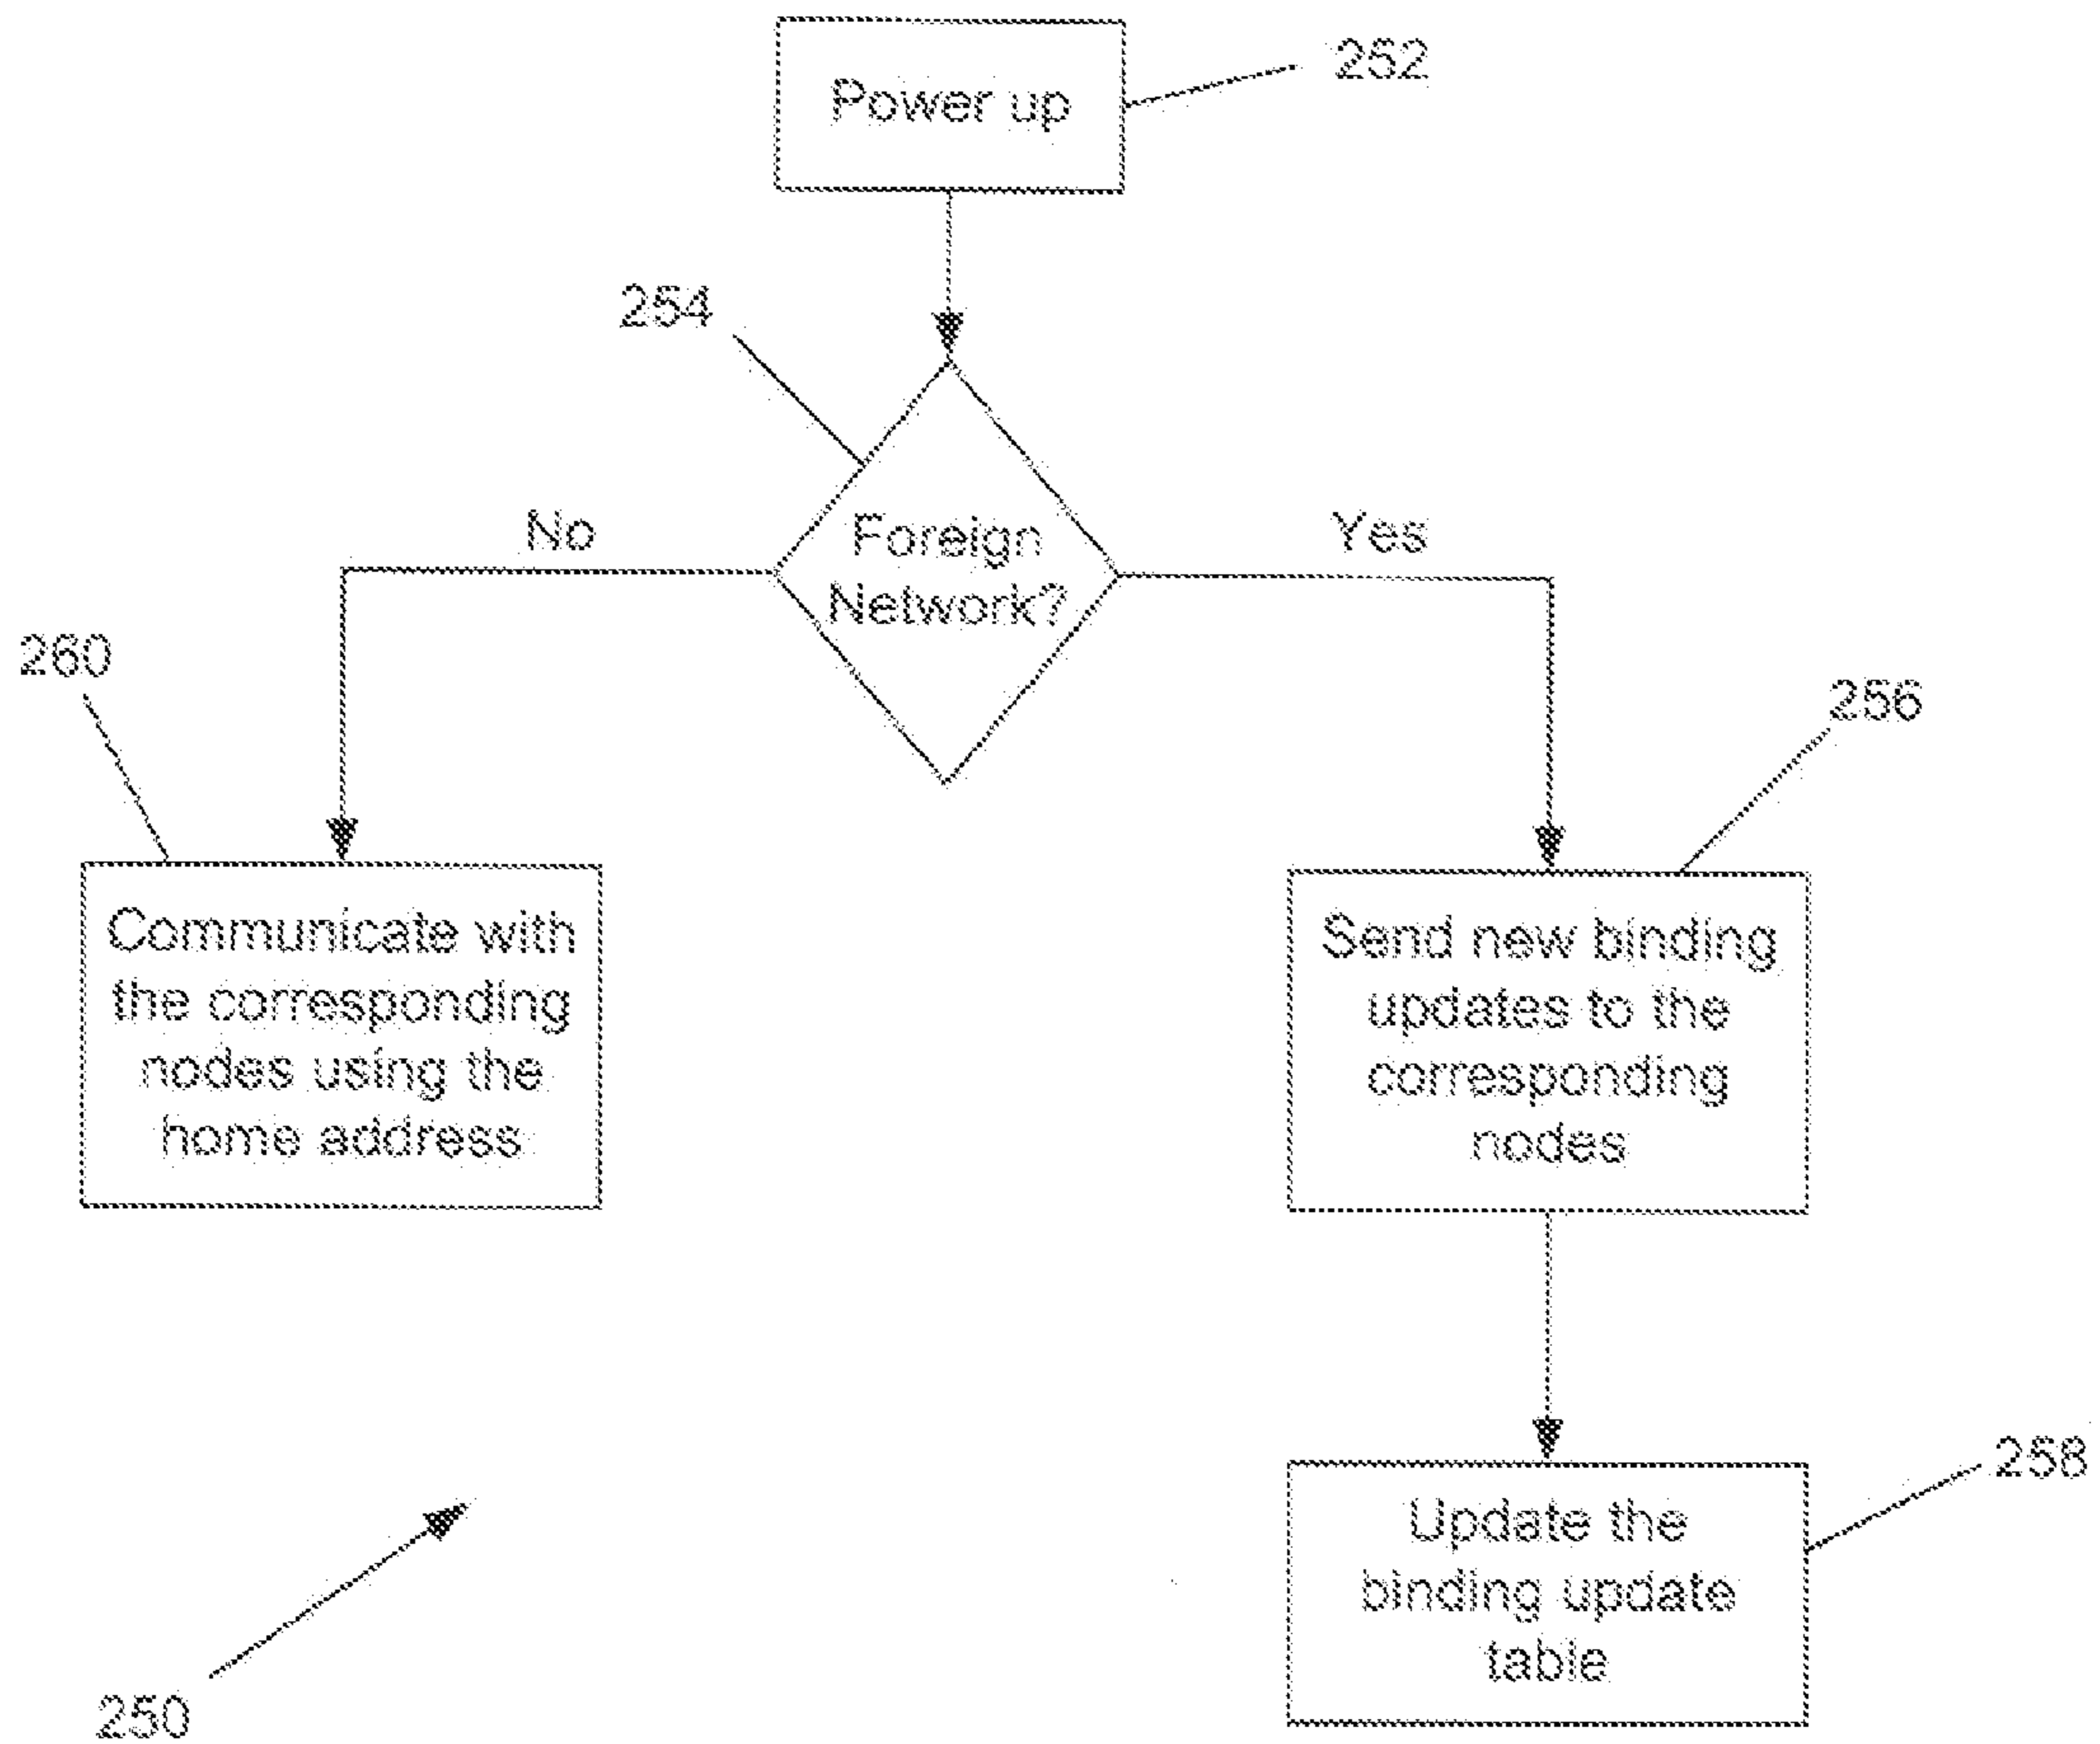 Power up
252
254
No
Foreign
Network?
Yes
260
256
Communicate with
the corresponding
nodes using the
home address
Send new binding
updates to the
corresponding
nodes
258
Update the
binding update
table
250